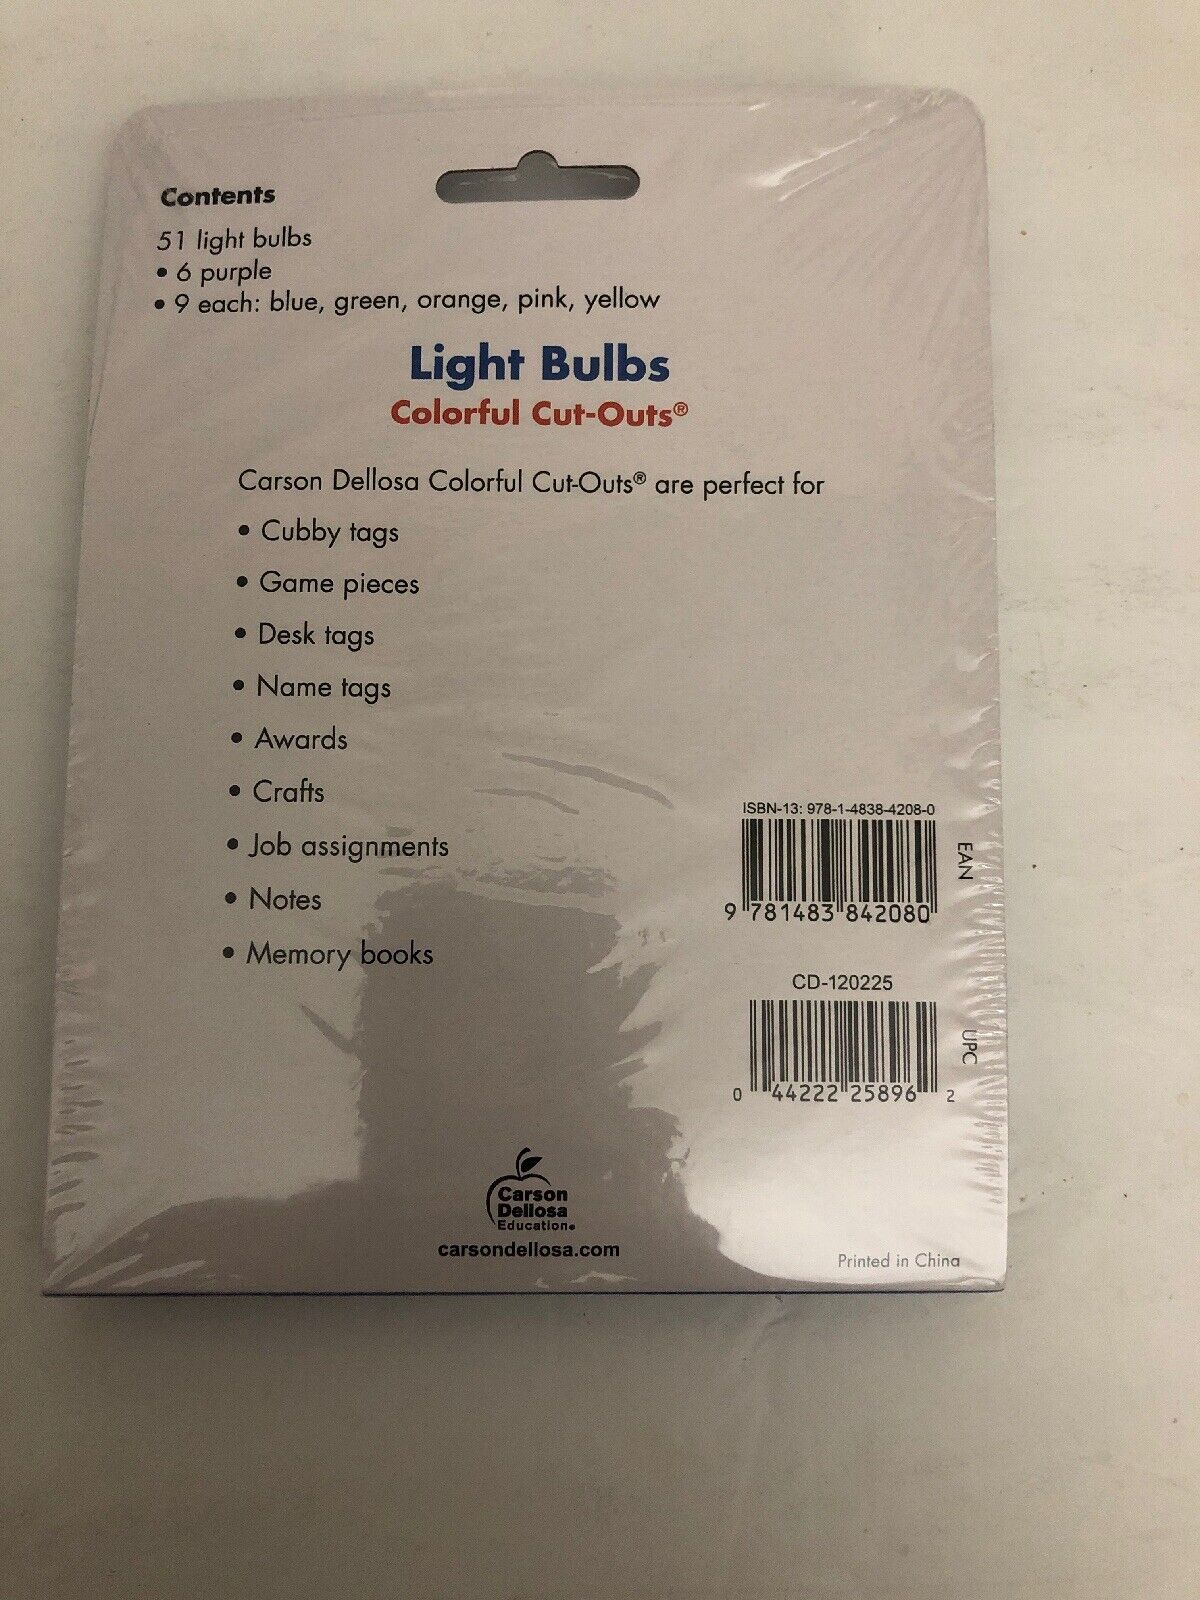 Contents
51 light bulbs
• 6 purple
• 9 each: blue, green, orange, pink, yellow
Light Bulbs
Colorful Cut-Outs®
Carson Dellosa Colorful Cut-Outs® are perfect for
• Cubby tags
• Game pieces
• Desk tags
• Name tags
• Awards
• Crafts
• Job assignments
• Notes
• Memory books
ISBN-13: 978-1-4838-4208-0
EAN
9 781483 842080
CD-120225
UPC
0 44222 25896 2
Carson
Dellosa
Education®
carsondellosa.com
Printed in China